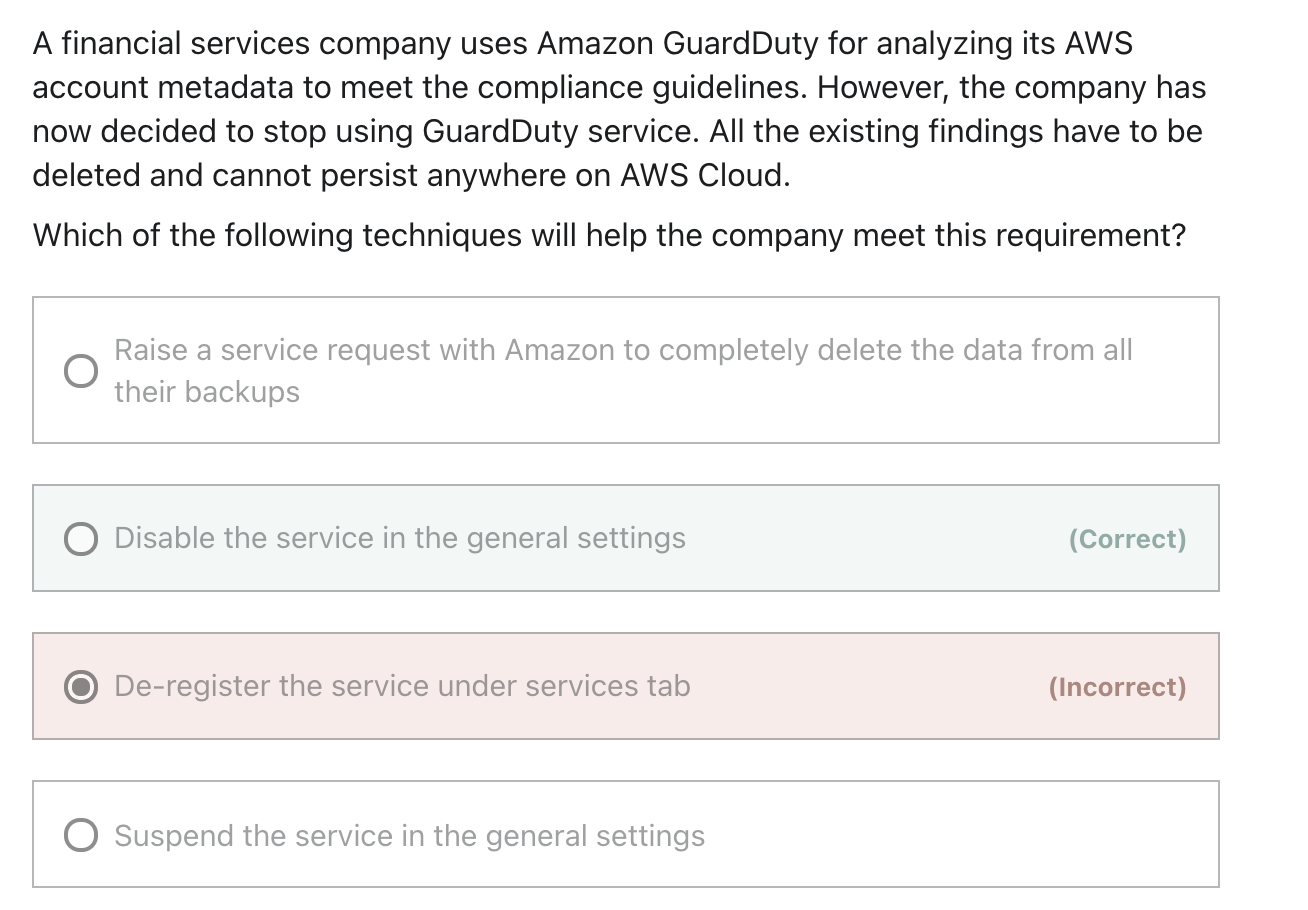 A financial services company uses Amazon GuardDuty for analyzing its AWS
account metadata to meet the compliance guidelines. However, the company has
now decided to stop using GuardDuty service. All the existing findings have to be
deleted and cannot persist anywhere on AWS Cloud.
Which of the following techniques will help the company meet this requirement?
Raise a service request with Amazon to completely delete the data from all
their backups
Disable the service in the general settings (Correct)
De-register the service under services tab (Incorrect)
Suspend the service in the general settings